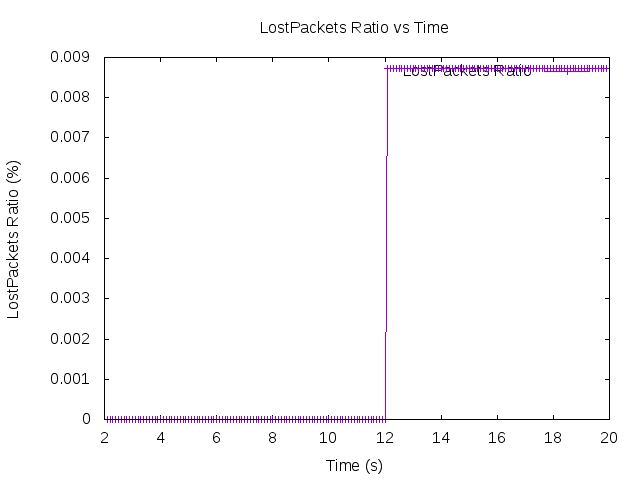 LostPackets Ratio vs Time
0.009
LostPackets Ratio
0.008
0.007
0.006
0.005
0.004
0.003
0.002
0.001
0
LostPackets Ratio (%)
2 4 6 8 10 12 14 16 18 20
Time (s)